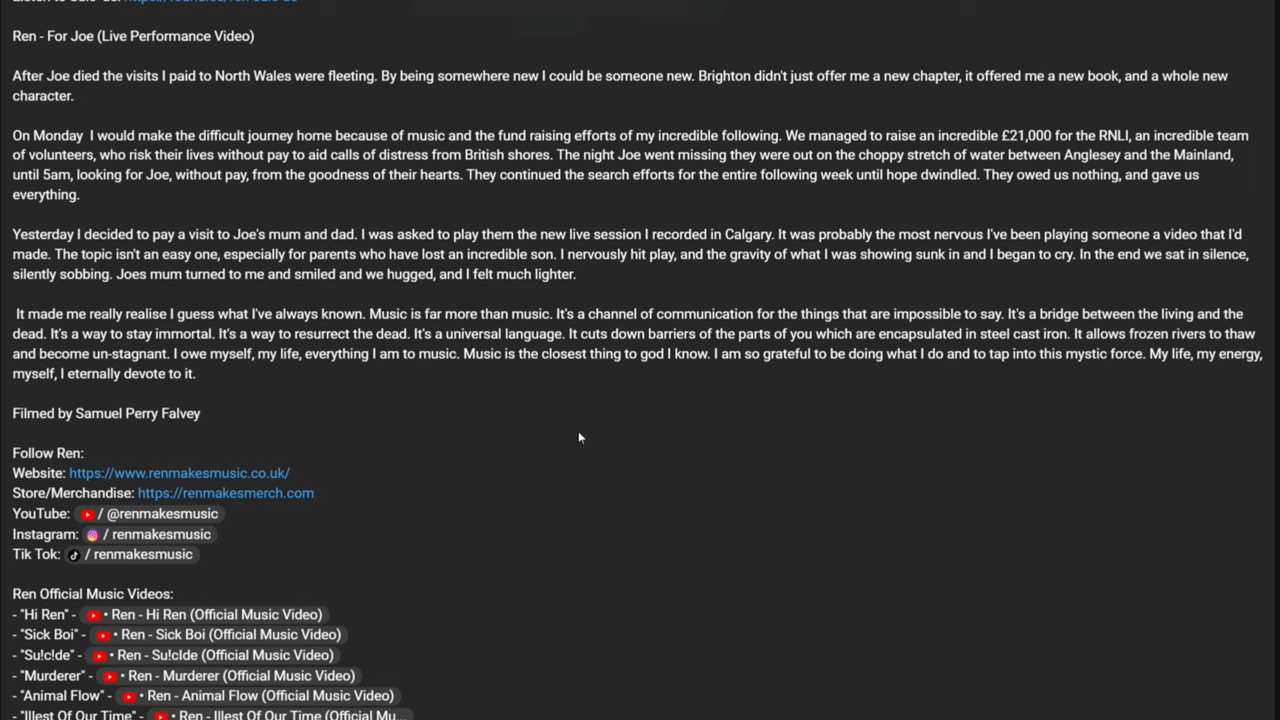 Ren - For Joe (Live Performance Video)
After Joe died the visits I paid to North Wales were fleeting. By being somewhere new I could be someone new. Brighton didn't just offer me a new chapter, it offered me a new book, and a whole new
character.
On Monday  I would make the difficult journey home because of music and the fund raising efforts of my incredible following. We managed to raise an incredible £21,000 for the RNLI, an incredible team
of volunteers, who risk their lives without pay to aid calls of distress from British shores. The night Joe went missing they were out on the choppy stretch of water between Anglesey and the Mainland,
until 5am, looking for Joe, without pay, from the goodness of their hearts. They continued the search efforts for the entire following week until hope dwindled. They owed us nothing, and gave us
everything.
Yesterday I decided to pay a visit to Joe's mum and dad. I was asked to play them the new live session I recorded in Calgary. It was probably the most nervous I've been playing someone a video that I'd
made. The topic isn't an easy one, especially for parents who have lost an incredible son. I nervously hit play, and the gravity of what I was showing sunk in and I began to cry. In the end we sat in silence,
silently sobbing. Joes mum turned to me and smiled and we hugged, and I felt much lighter.
It made me really realise I guess what I've always known. Music is far more than music. It's a channel of communication for the things that are impossible to say. It's a bridge between the living and the
dead. It's a way to stay immortal. It's a way to resurrect the dead. It's a universal language. It cuts down barriers of the parts of you which are encapsulated in steel cast iron. It allows frozen rivers to thaw
and become un-stagnant. I owe myself, my life, everything I am to music. Music is the closest thing to god I know. I am so grateful to be doing what I do and to tap into this mystic force. My life, my energy,
myself, I eternally devote to it.
Filmed by Samuel Perry Falvey
Follow Ren:
Website: https://www.renmakesmusic.co.uk/
Store/Merchandise: https://renmakesmerch.com
YouTube: / @renmakesmusic
Instagram: / renmakesmusic
Tik Tok: / renmakesmusic
Ren Official Music Videos:
- "Hi Ren" - • Ren - Hi Ren (Official Music Video)
- "Sick Boi" - • Ren - Sick Boi (Official Music Video)
- "Su!c!de" - • Ren - Su!cIde (Official Music Video)
- "Murderer" - • Ren - Murderer (Official Music Video)
- "Animal Flow" - • Ren - Animal Flow (Official Music Video)
- "Illest Of Our Time" - • Ren - Illest Of Our Time (Official Mu...